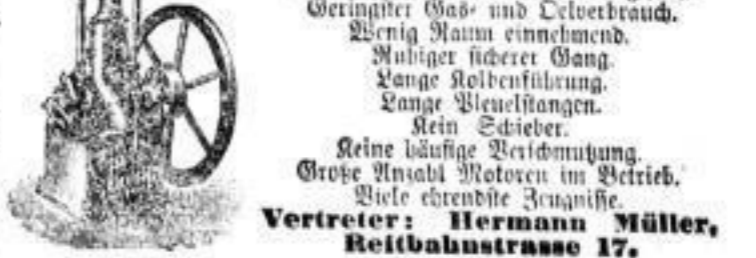 Geringster Gas- und Oelverbrauch.
Wenig Raum einnehmend.
Ruhiger sicherer Gang.
Lange Kolbenführung.
Lange Pleuelstangen.
Kein Schieber.
Keine häufige Verschmutzung.
Große Anzahl Motoren im Betrieb.
Viele ehrendste Zeugnisse.
Vertreter: Hermann Müller,
Reitbahnstrasse 17.